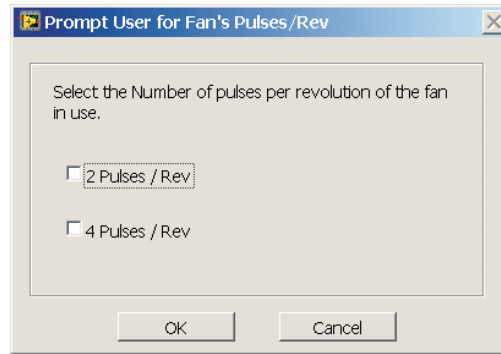 Prompt User for Fan's Pulses/Rev
Select the Number of pulses per revolution of the fan
in use.
2 Pulses / Rev
4 Pulses / Rev
OK
Cancel